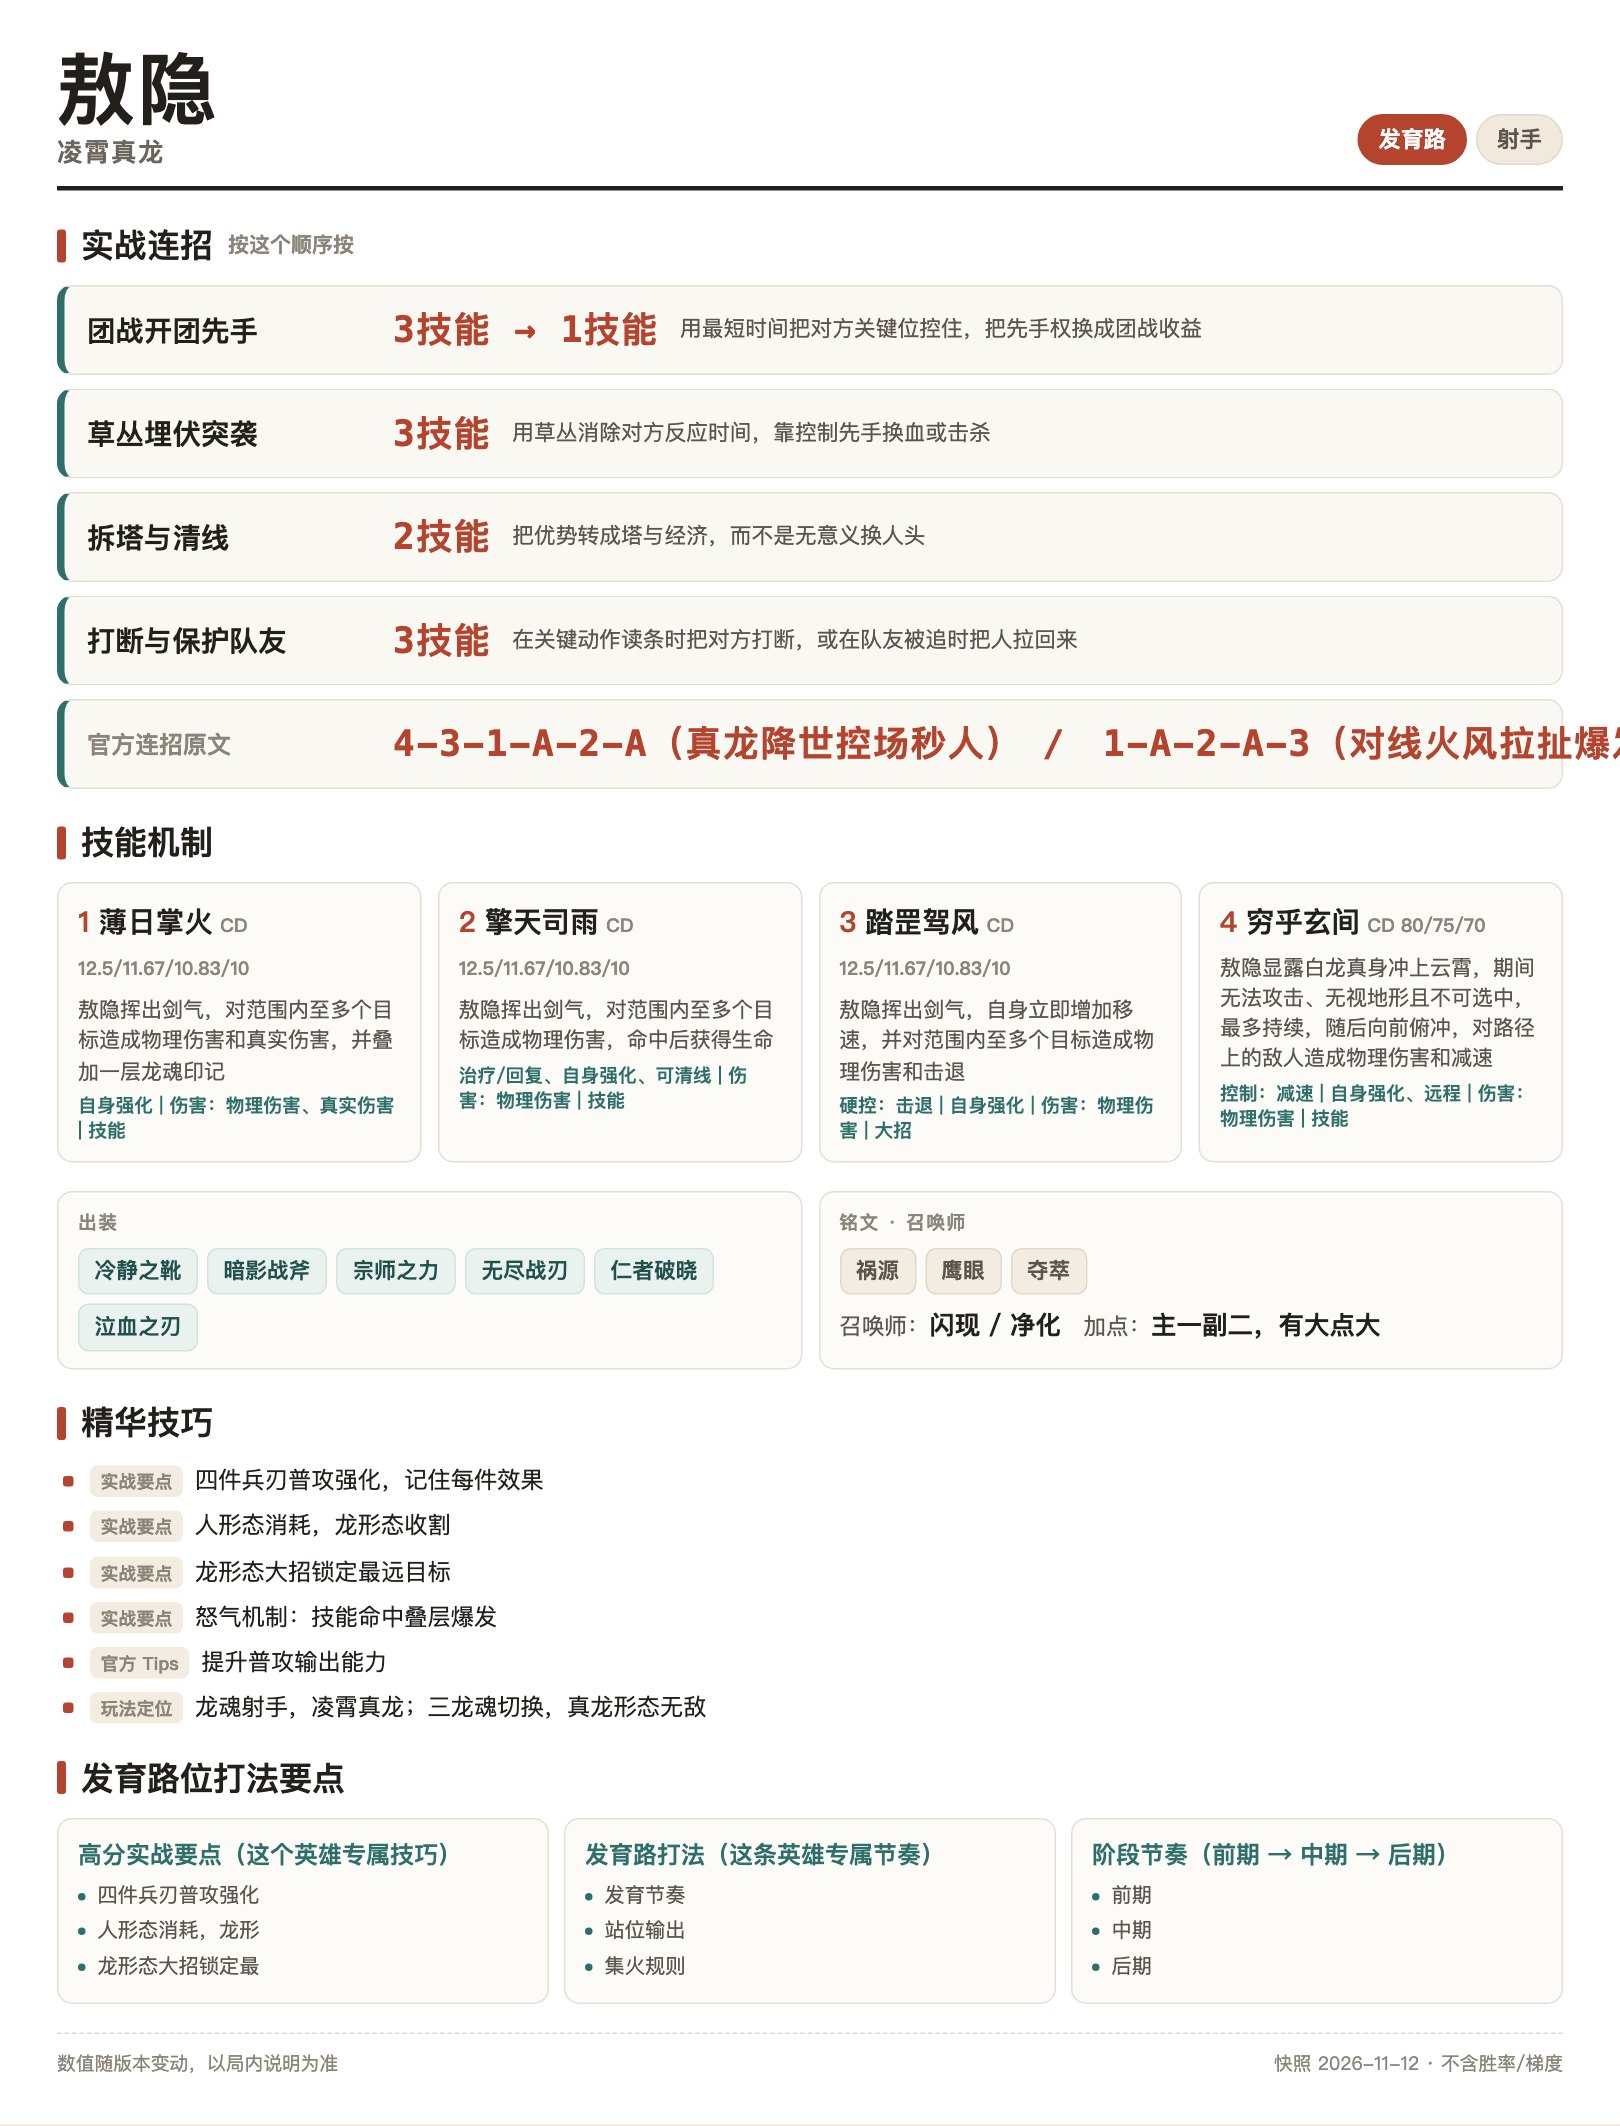 敖隐
凌霄真龙
发育路 射手
实战连招 按这个顺序按
团战开团先手 3技能 → 1技能 用最短时间把对方关键位控住，把先手权换成团战收益
草丛埋伏突袭 3技能 用草丛消除对方反应时间，靠控制先手换血或击杀
拆塔与清线 2技能 把优势转成塔与经济，而不是无意义换人头
打断与保护队友 3技能 在关键动作读条时把对方打断，或在队友被追时把人拉回来
官方连招原文 4-3-1-A-2-A（真龙降世控场秒人） / 1-A-2-A-3（对线火风拉扯爆
技能机制
1 薄日掌火 CD
12.5/11.67/10.83/10
敖隐挥出剑气，对范围内至多个目
标造成物理伤害和真实伤害，并叠
加一层龙魂印记
自身强化 | 伤害：物理伤害、真实伤害
| 技能
2 擎天司雨 CD
12.5/11.67/10.83/10
敖隐挥出剑气，对范围内至多个目
标造成物理伤害，命中后获得生命
治疗/回复、自身强化、可清线 | 伤
害：物理伤害 | 技能
3 踏罡驾风 CD
12.5/11.67/10.83/10
敖隐挥出剑气，自身立即增加移
速，并对范围内至多个目标造成物
理伤害和击退
硬控：击退 | 自身强化 | 伤害：物理伤
害 | 大招
4 穷乎玄间 CD 80/75/70
敖隐显露白龙真身冲上云霄，期间
无法攻击、无视地形且不可选中，
最多持续，随后向前俯冲，对路径
上的敌人造成物理伤害和减速
控制：减速 | 自身强化、远程 | 伤害：
物理伤害 | 技能
出装
冷静之靴 暗影战斧 宗师之力 无尽战刃 仁者破晓
泣血之刃
铭文 · 召唤师
祸源 鹰眼 夺萃
召唤师：闪现 / 净化 加点：主一副二，有大点大
精华技巧
实战要点 四件兵刃普攻强化，记住每件效果
实战要点 人形态消耗，龙形态收割
实战要点 龙形态大招锁定最远目标
实战要点 怒气机制：技能命中叠层爆发
官方 Tips 提升普攻输出能力
玩法定位 龙魂射手，凌霄真龙；三龙魂切换，真龙形态无敌
发育路位打法要点
高分实战要点（这个英雄专属技巧）
四件兵刃普攻强化
人形态消耗，龙形
龙形态大招锁定最
发育路打法（这条英雄专属节奏）
发育节奏
站位输出
集火规则
阶段节奏（前期 → 中期 → 后期）
前期
中期
后期
数值随版本变动，以局内说明为准
快照 2026-11-12 · 不含胜率/梯度